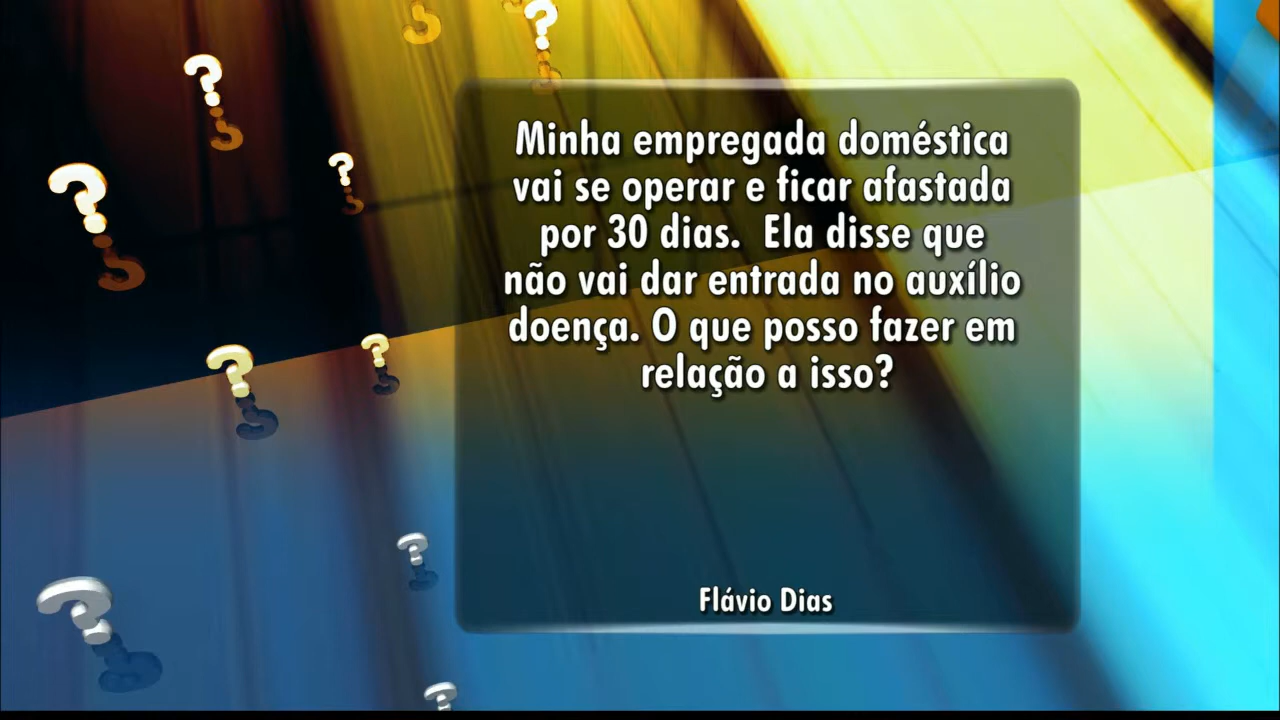 Minha empregada doméstica
vai se operar e ficar afastada
por 30 dias.  Ela disse que
não vai dar entrada no auxílio
doença. O que posso fazer em
relação a isso?
Flávio Dias